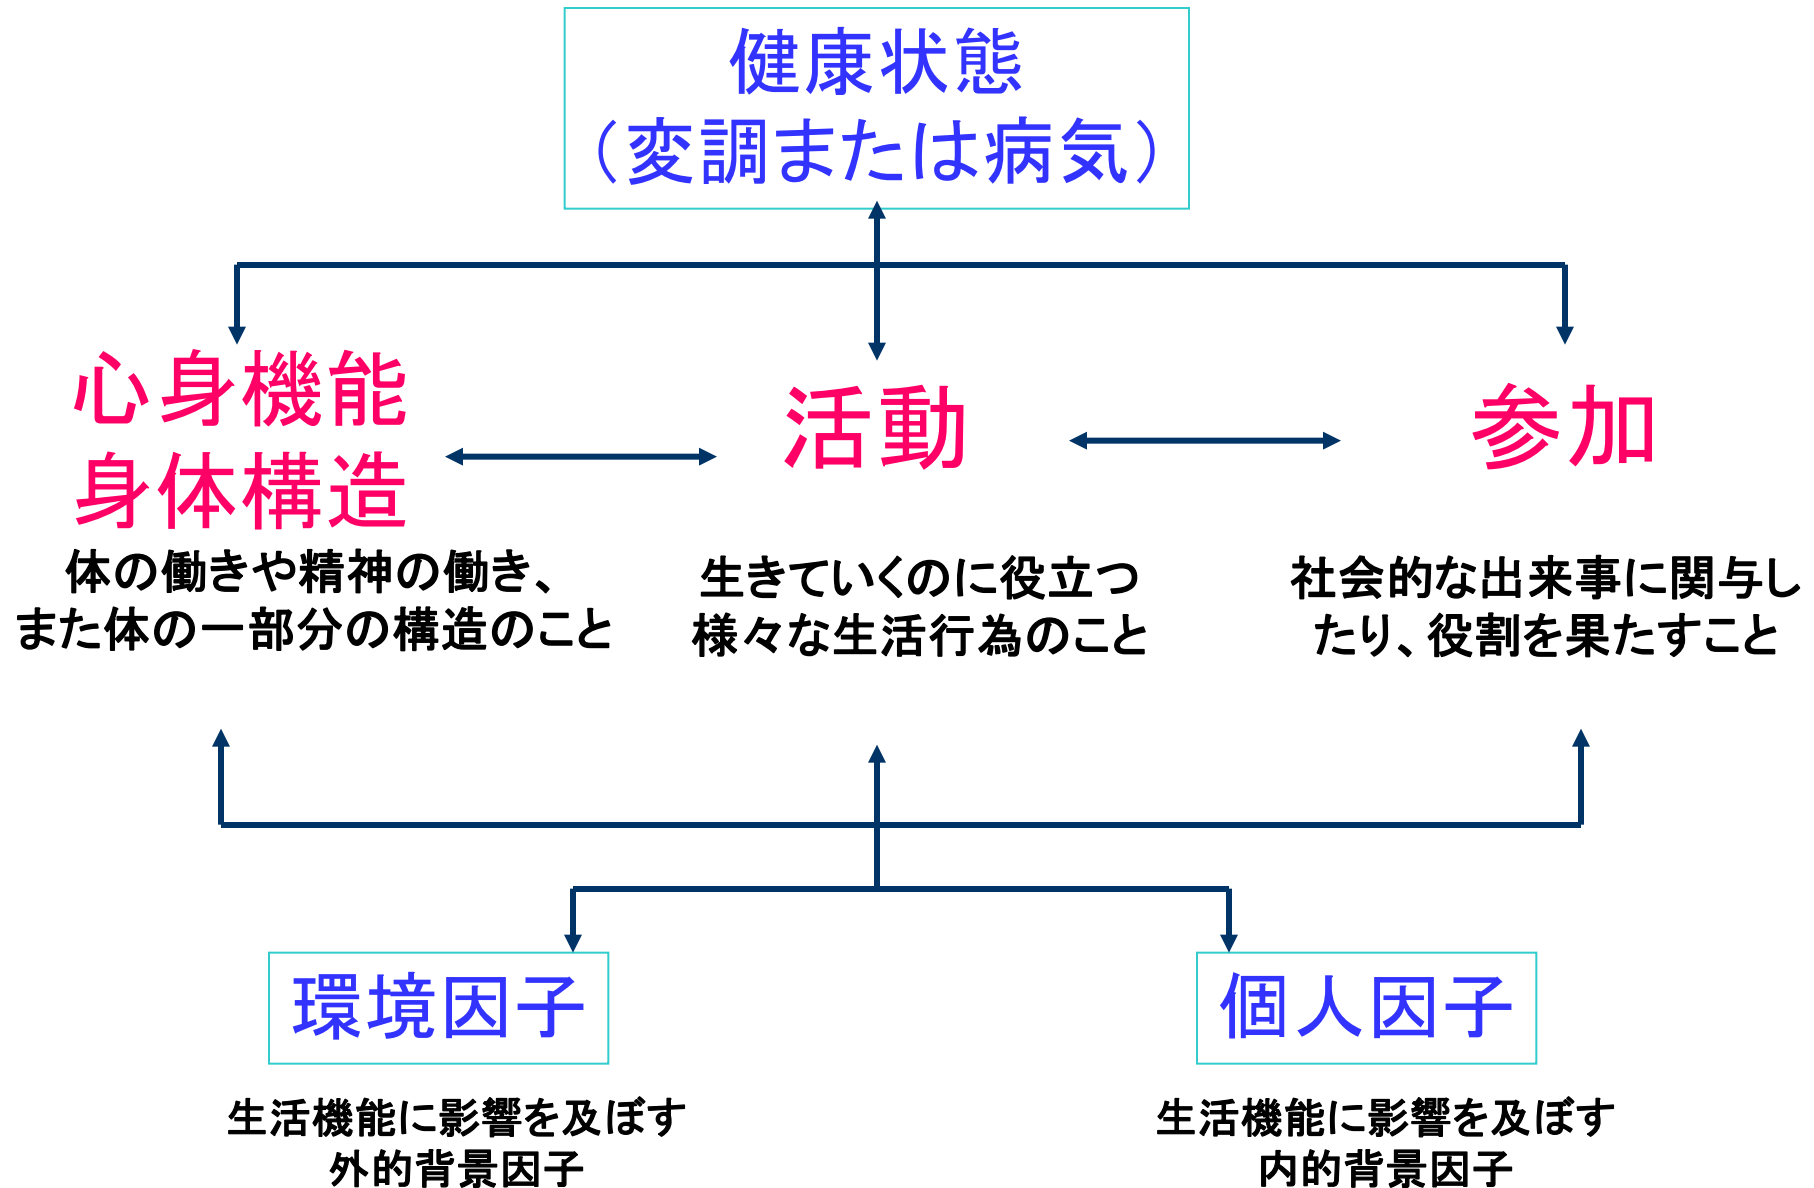 健康状態
（変調または病気）
心身機能
身体構造
体の働きや精神の働き、
また体の一部分の構造のこと
活動
生きていくのに役立つ
様々な生活行為のこと
参加
社会的な出来事に関与し
たり、役割を果たすこと
環境因子
生活機能に影響を及ぼす
外的背景因子
個人因子
生活機能に影響を及ぼす
内的背景因子